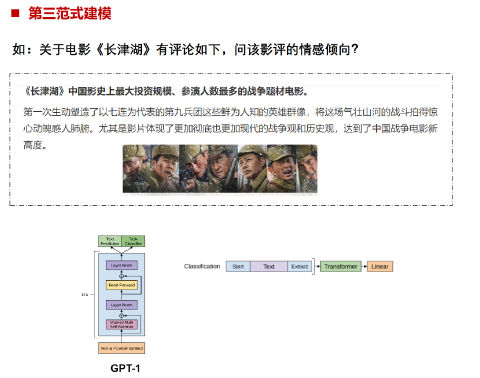 ■ 第三范式建模
如：关于电影《长津湖》有评论如下，问该影评的情感倾向？
《长津湖》中国影史上最大投资规模、参演人数最多的战争题材电影。
第一次生动塑造了以七连为代表的第九兵团这些鲜为人知的英雄群像，将这场气壮山河的战斗拍得惊
心动魄感人肺腑。尤其是影片体现了更加彻底也更加现代的战争观和历史观，达到了中国战争电影新
高度。
Text Prediction
Task Classifier
Layer Norm
Feed Forward
12x
Layer Norm
Masked Multi Self Attention
Text & Position Embed
GPT-1
Classification Start Text Extract Transformer Linear